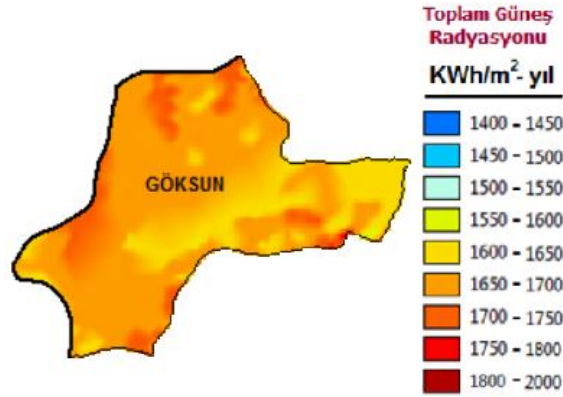 Toplam Güneş
Radyasyonu
KWh/m²- yıl
GÖKSUN
1400 - 1450
1450 - 1500
1500 - 1550
1550 - 1600
1600 - 1650
1650 - 1700
1700 - 1750
1750 - 1800
1800 - 2000